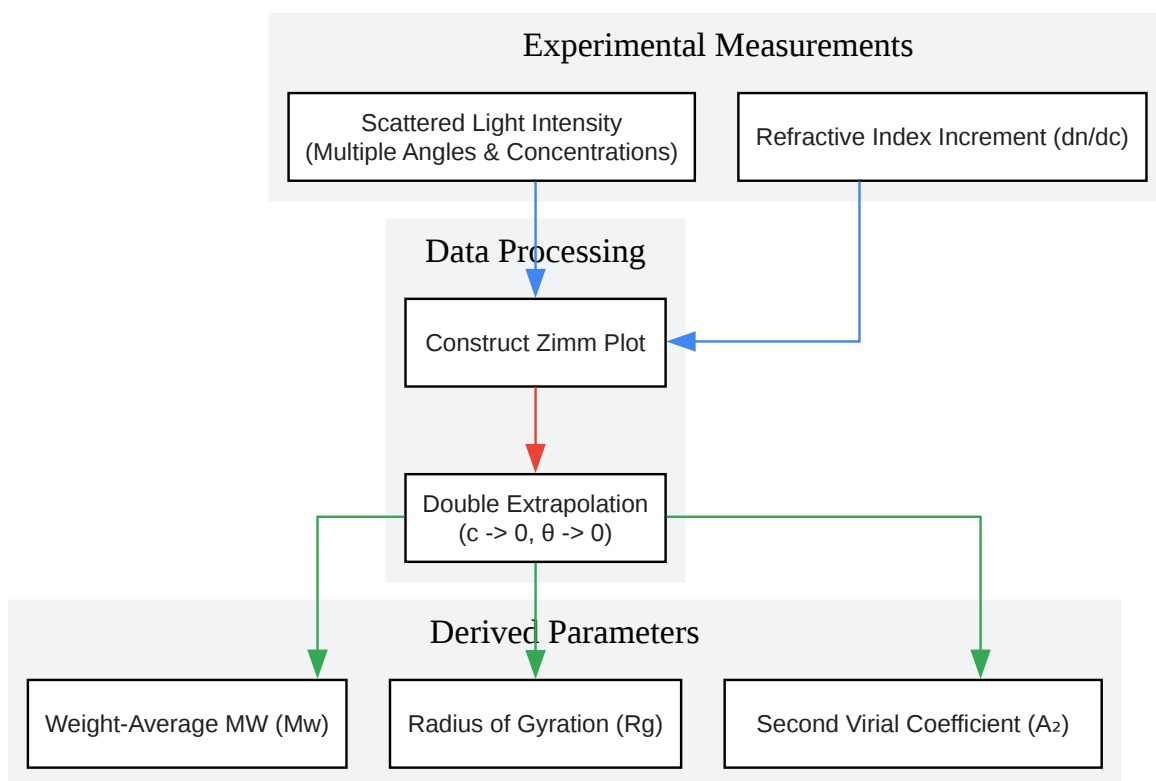 Experimental Measurements
Scattered Light Intensity
(Multiple Angles & Concentrations)
Refractive Index Increment (dn/dc)
Data Processing
Construct Zimm Plot
Double Extrapolation
(c -> 0, θ -> 0)
Derived Parameters
Weight-Average MW (Mw)
Radius of Gyration (Rg)
Second Virial Coefficient (A₂)